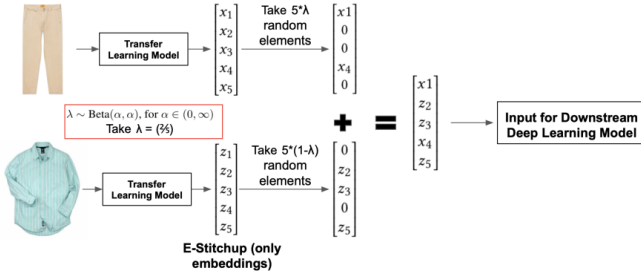 Transfer
Learning Model
[x1 x2 x3 x4 x5]
Take 5*λ
random
elements
[x1 0 0 x4 0]
λ ∼ Beta(α, α), for α ∈ (0, ∞)
Take λ = (⅖)
+
=
[x1 z2 z3 x4 z5]
Input for Downstream
Deep Learning Model
Transfer
Learning Model
[z1 z2 z3 z4 z5]
Take 5*(1-λ)
random
elements
[0 z2 z3 0 z5]
E-Stitchup (only
embeddings)